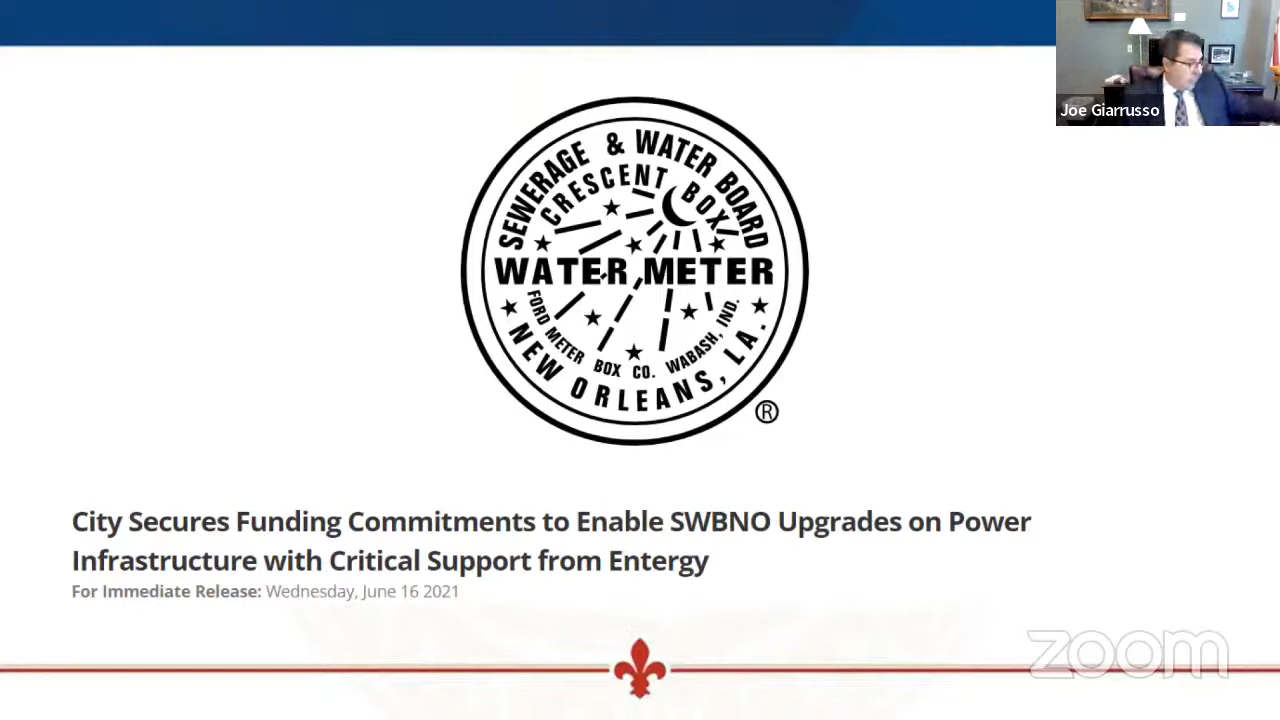 Joe Giarrusso
SEWERAGE & WATER BOARD
CRESCENT BOX
WATER METER
FORD METER BOX CO. WABASH, IND.
NEW ORLEANS, LA.
®
City Secures Funding Commitments to Enable SWBNO Upgrades on Power
Infrastructure with Critical Support from Entergy
For Immediate Release: Wednesday, June 16 2021
zoom